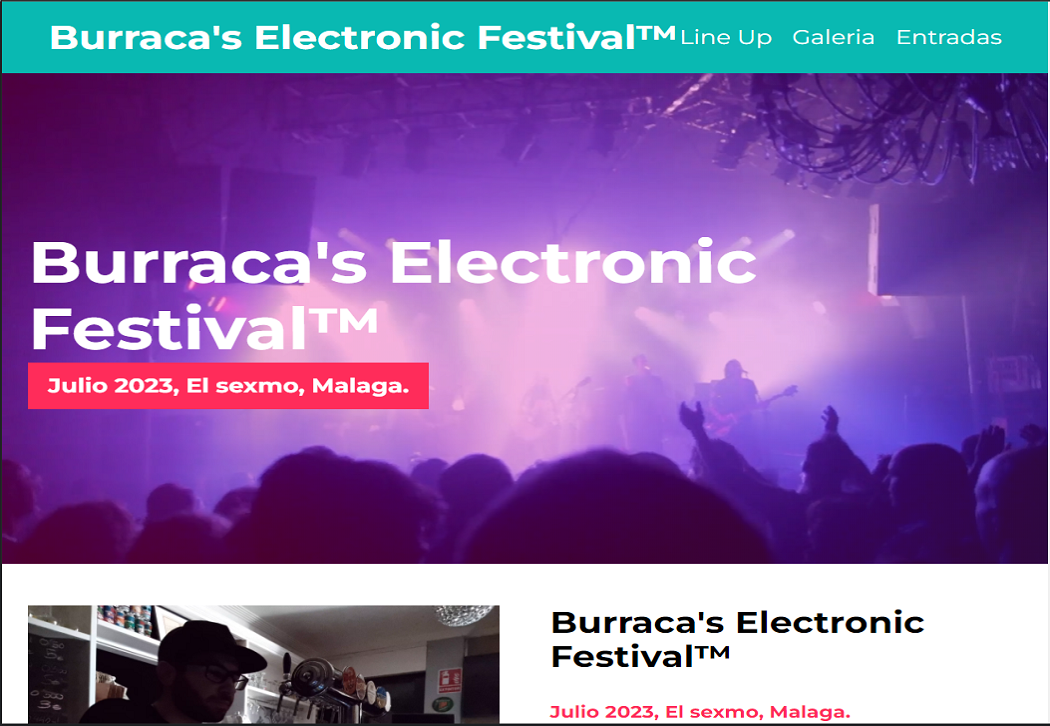 Burraca's Electronic Festival™ Line Up Galeria Entradas
Burraca's Electronic
Festival™
Julio 2023, El sexmo, Malaga.
Burraca's Electronic
Festival™
Julio 2023, El sexmo, Malaga.